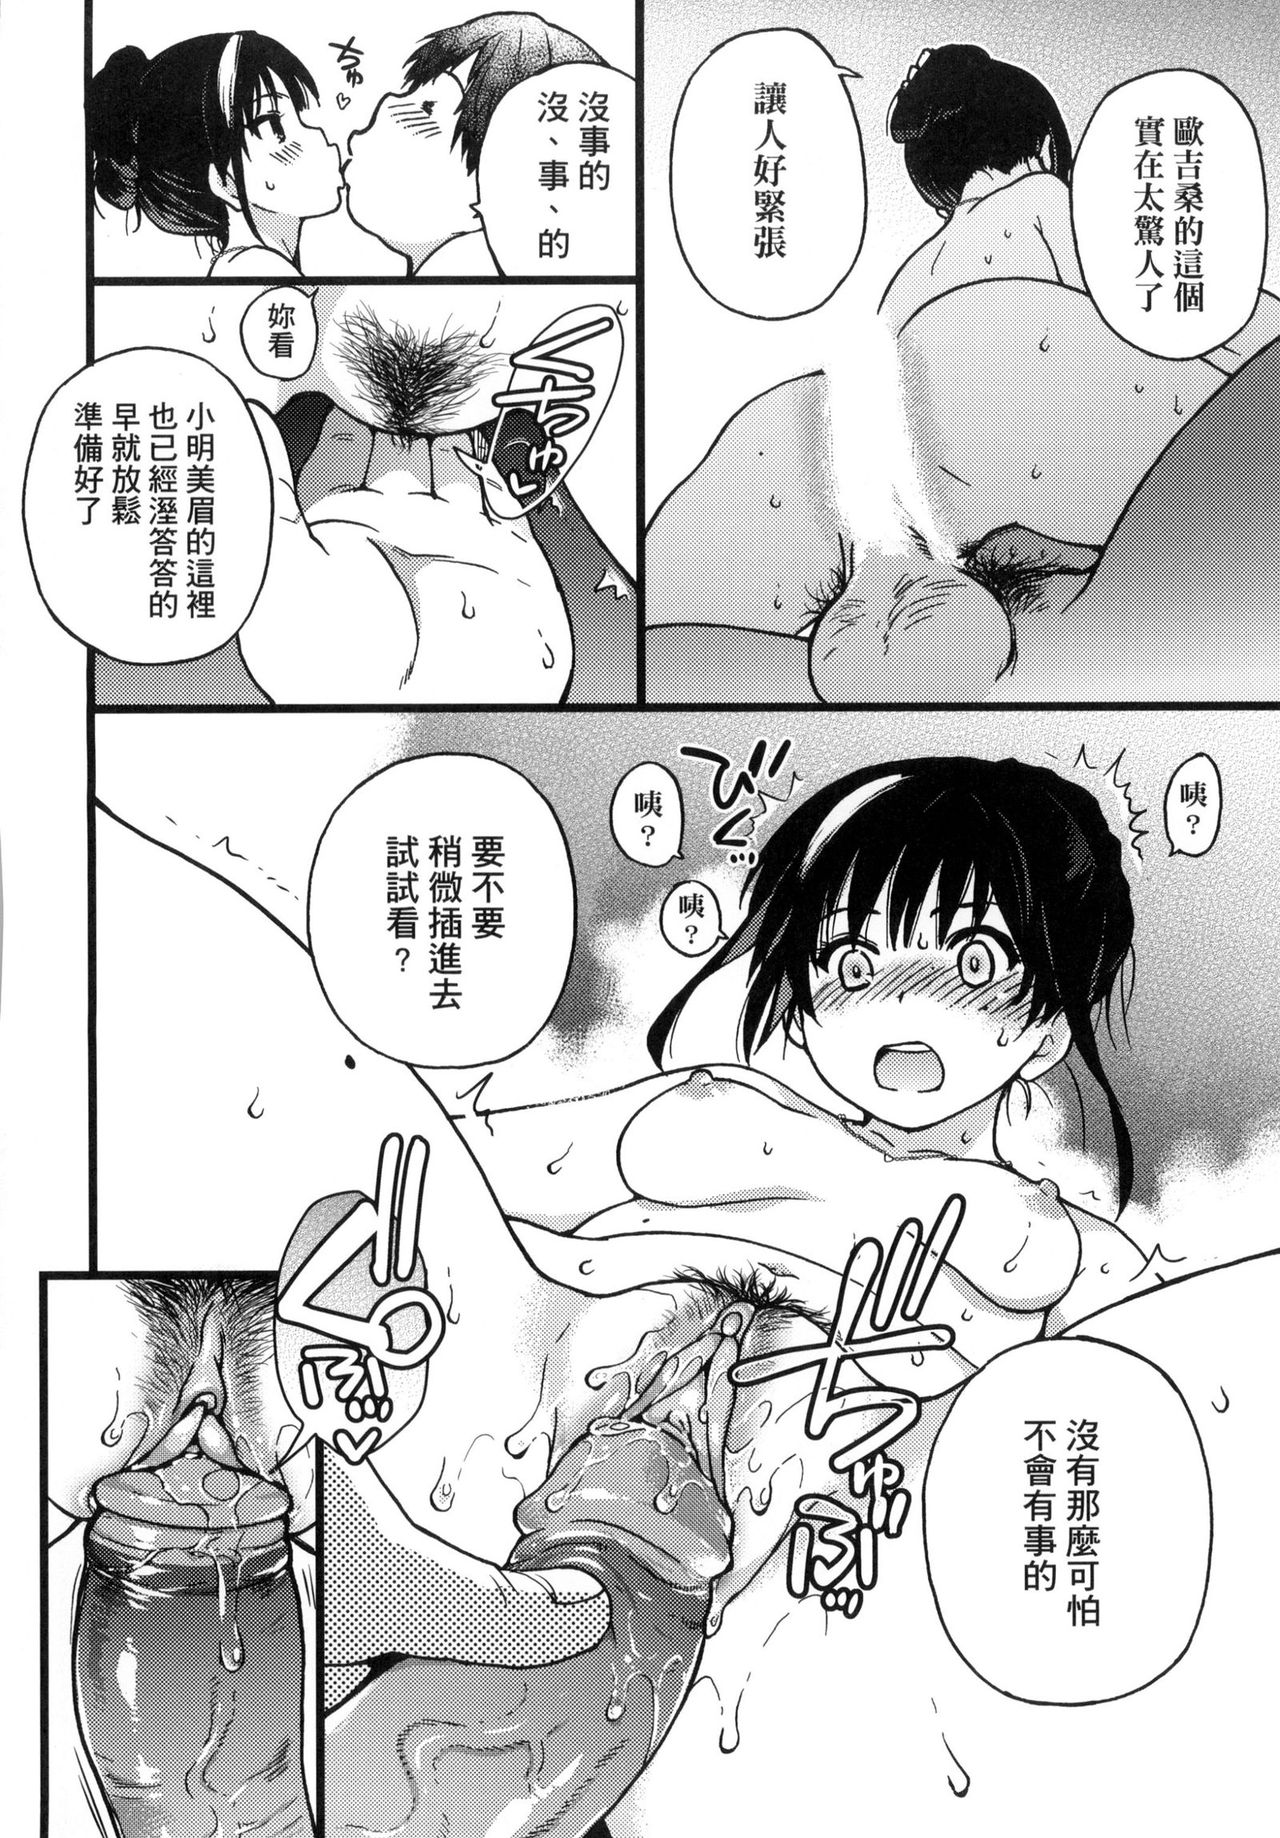 歐吉桑的這個
實在太驚人了
讓人好緊張
沒事的
沒、事、的
ちゅ♡
妳看
くちゅ♡
小明美眉的這裡
也已經溼答答的
早就放鬆
準備好了
咦？
咦？
咦？
びくっ
要不要
稍微插進去
試試看？
ずちゅ
ぶ…
沒有那麼可怕
不會有事的
くぷ
ぷ…♡